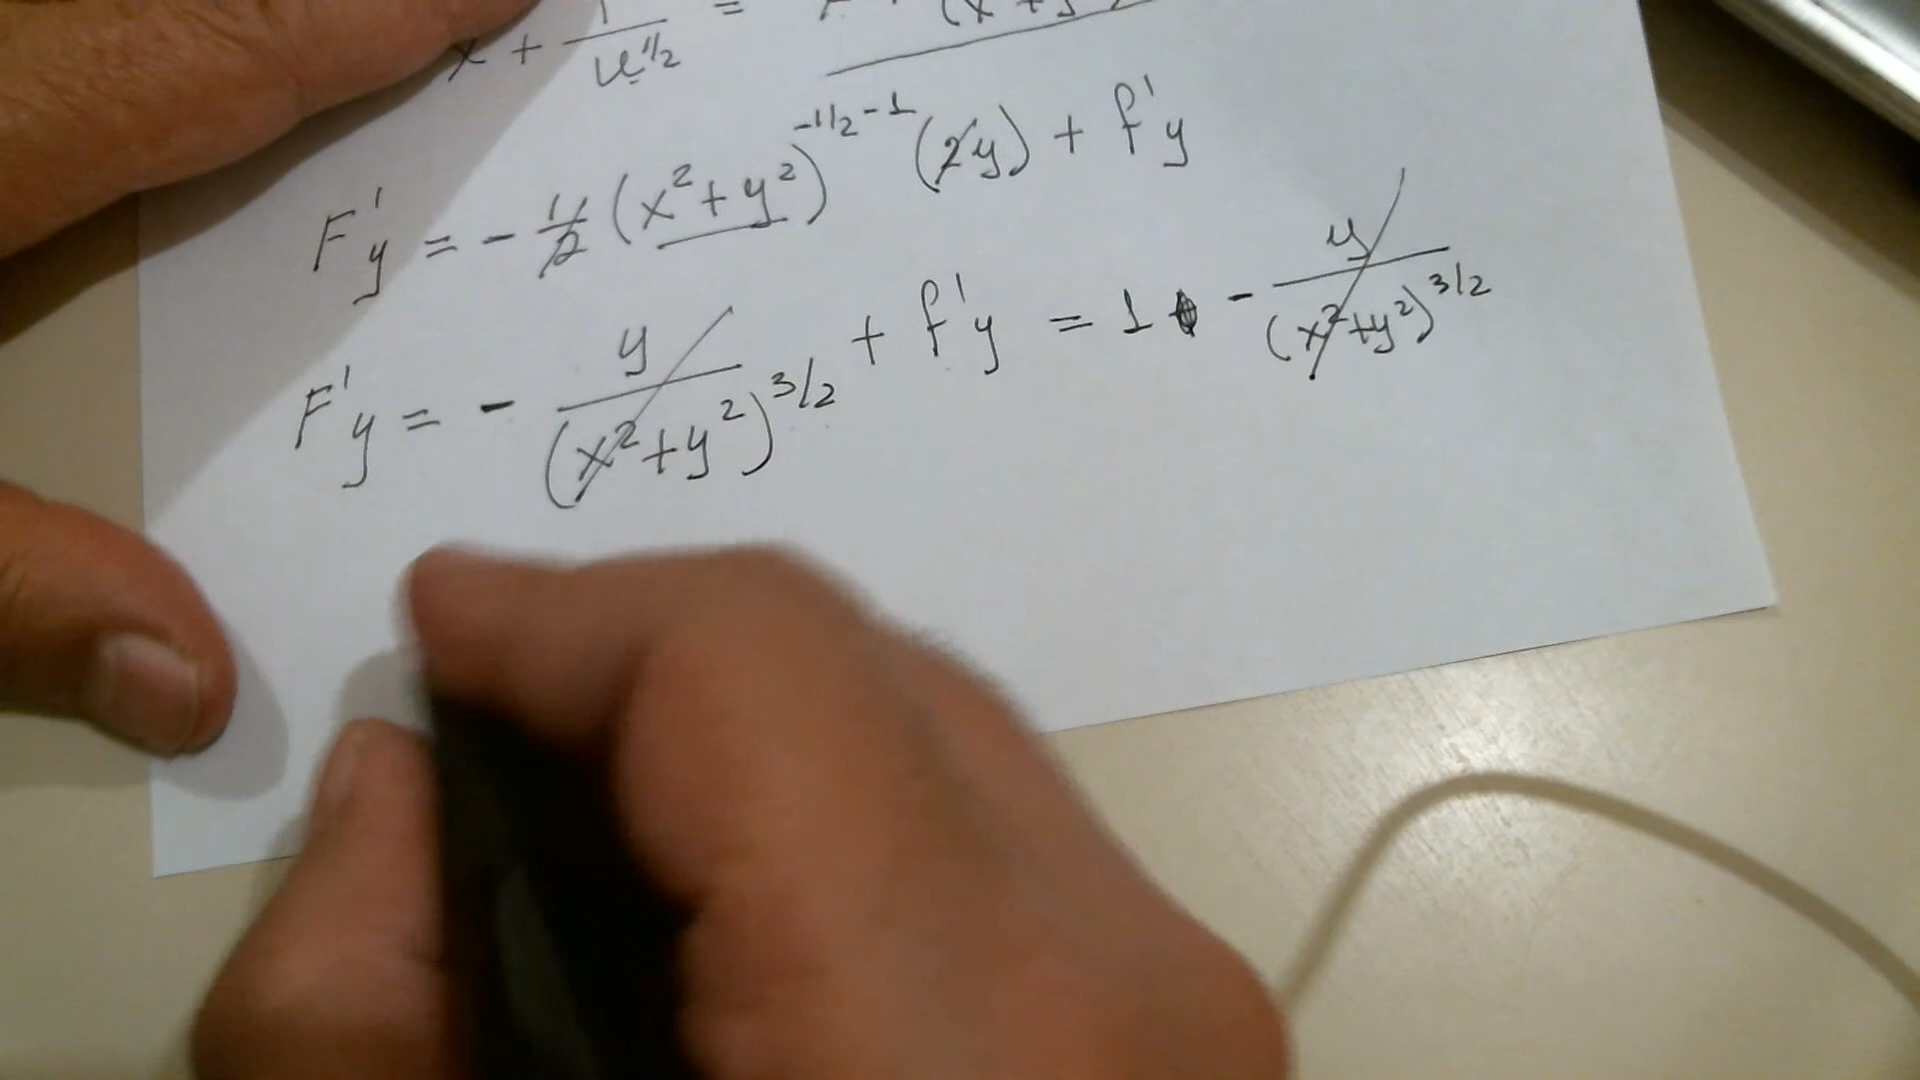 x + 1/u^1/2 =
F'y = - 1/2 (x² + y²)^-1/2-1 (2y) + f'y
F'y = - y/(x²+y²)^3/2 + f'y = 1 - y/(x²+y²)^3/2